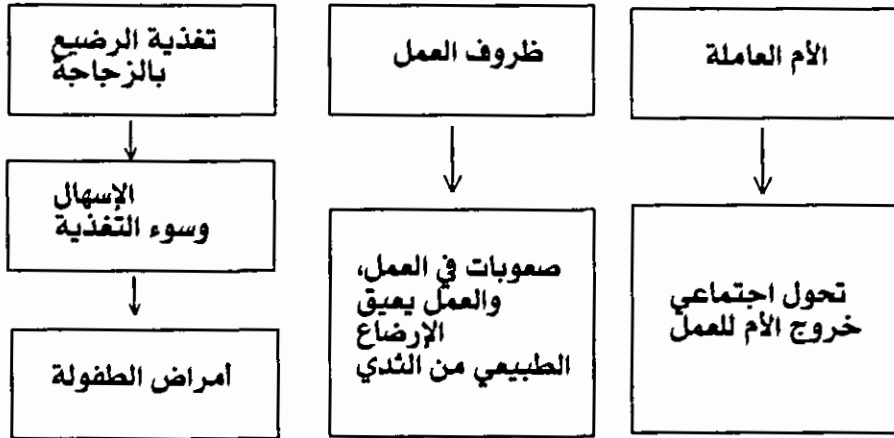 الأم العاملة
تحول اجتماعي
خروج الأم للعمل
ظروف العمل
صعوبات في العمل،
والعمل يعيق
الإرضاع
الطبيعي من الثدي
تغذية الرضيع
بالزجاجة
الإسهال
وسوء التغذية
أمراض الطفولة